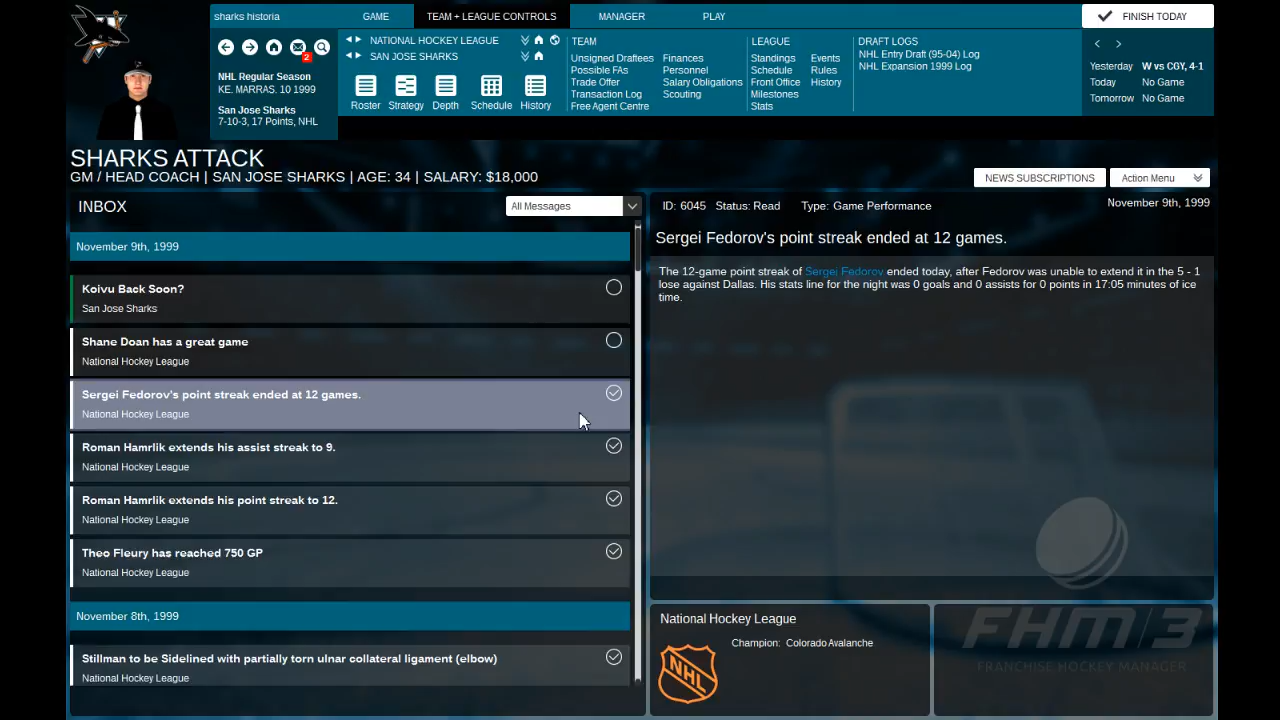 sharks historia
GAME
TEAM + LEAGUE CONTROLS
MANAGER
PLAY
FINISH TODAY
2
NHL Regular Season
KE. MARRAS. 10 1999
San Jose Sharks
7-10-3, 17 Points, NHL
NATIONAL HOCKEY LEAGUE
SAN JOSE SHARKS
Roster
Strategy
Depth
Schedule
History
TEAM
Unsigned Draftees
Possible FAs
Trade Offer
Transaction Log
Free Agent Centre
Finances
Personnel
Salary Obligations
Scouting
LEAGUE
Standings
Schedule
Front Office
Milestones
Stats
Events
Rules
History
DRAFT LOGS
NHL Entry Draft (95-04) Log
NHL Expansion 1999 Log
Yesterday W vs CGY, 4-1
Today No Game
Tomorrow No Game
SHARKS ATTACK
GM / HEAD COACH | SAN JOSE SHARKS | AGE: 34 | SALARY: $18,000
NEWS SUBSCRIPTIONS
Action Menu
INBOX
All Messages
November 9th, 1999
Koivu Back Soon?
San Jose Sharks
Shane Doan has a great game
National Hockey League
Sergei Fedorov's point streak ended at 12 games.
National Hockey League
Roman Hamrlik extends his assist streak to 9.
National Hockey League
Roman Hamrlik extends his point streak to 12.
National Hockey League
Theo Fleury has reached 750 GP
National Hockey League
November 8th, 1999
Stillman to be Sidelined with partially torn ulnar collateral ligament (elbow)
National Hockey League
ID: 6045 Status: Read Type: Game Performance
November 9th, 1999
Sergei Fedorov's point streak ended at 12 games.
The 12-game point streak of Sergei Fedorov ended today, after Fedorov was unable to extend it in the 5 - 1
lose against Dallas. His stats line for the night was 0 goals and 0 assists for 0 points in 17:05 minutes of ice
time.
National Hockey League
Champion: Colorado Avalanche
NHL
FHM/3
FRANCHISE HOCKEY MANAGER